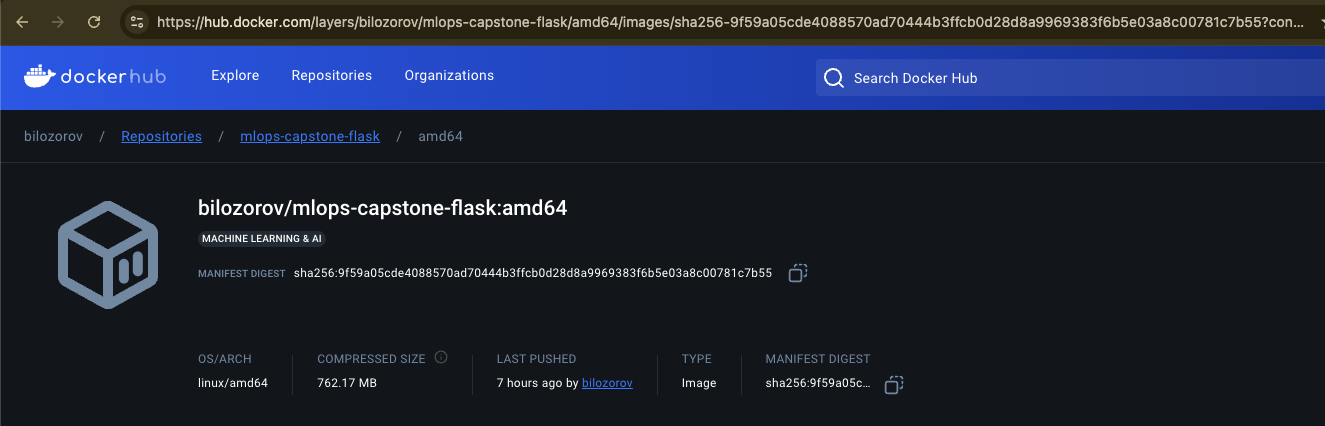 https://hub.docker.com/layers/bilozorov/mlops-capstone-flask/amd64/images/sha256-9f59a05cde4088570ad70444b3ffcb0d28d8a9969383f6b5e03a8c00781c7b55?con...
dockerhub Explore Repositories Organizations Search Docker Hub
bilozorov / Repositories / mlops-capstone-flask / amd64
bilozorov/mlops-capstone-flask:amd64
MACHINE LEARNING & AI
MANIFEST DIGEST sha256:9f59a05cde4088570ad70444b3ffcb0d28d8a9969383f6b5e03a8c00781c7b55
OS/ARCH COMPRESSED SIZE LAST PUSHED TYPE MANIFEST DIGEST
linux/amd64 762.17 MB 7 hours ago by bilozorov Image sha256:9f59a05c...